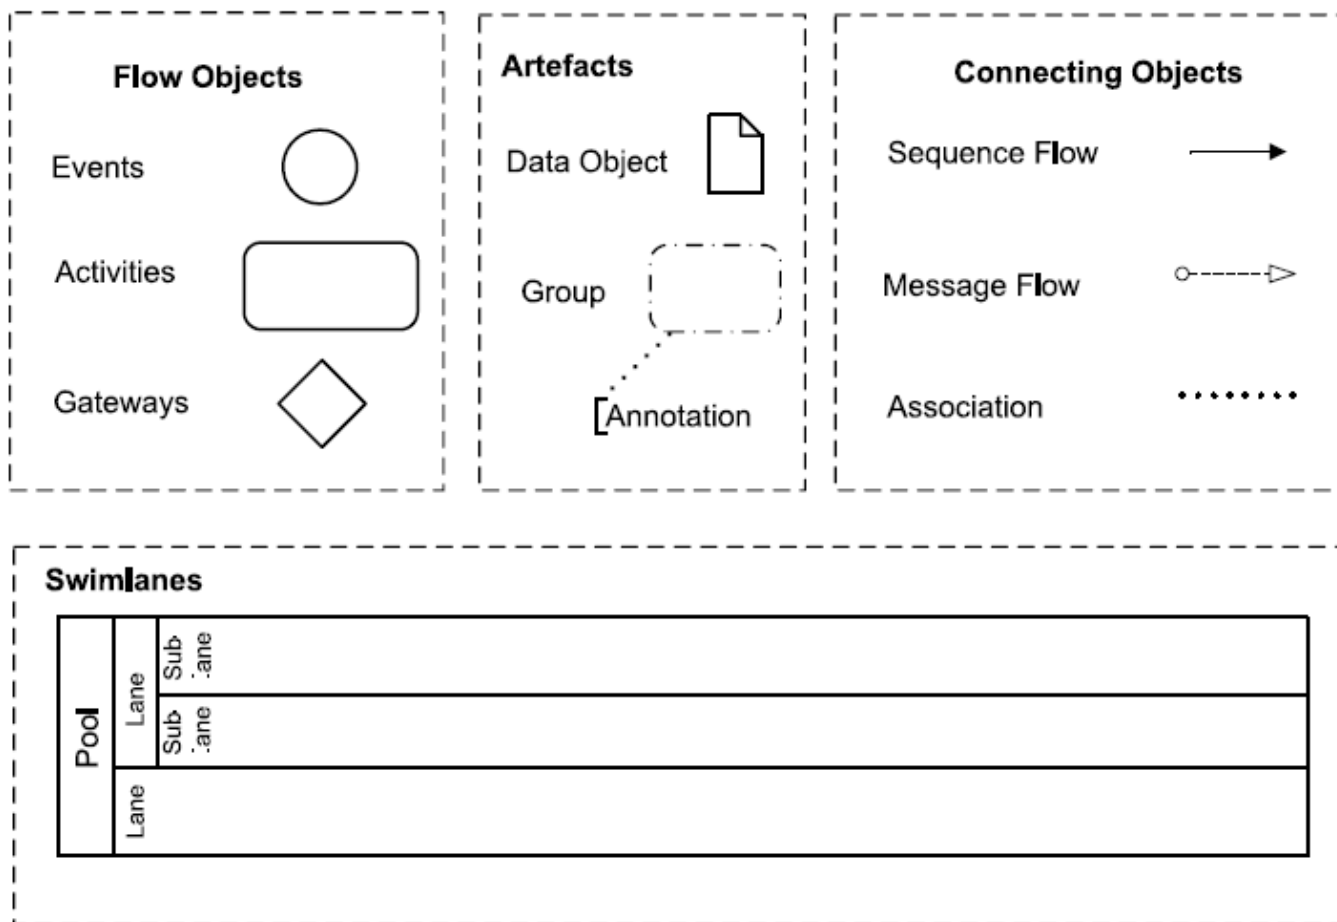 Flow Objects
Events
Activities
Gateways
Artefacts
Data Object
Group
Annotation
Connecting Objects
Sequence Flow
Message Flow
Association
Swimlanes
Pool
Lane
Sub-
Lane
Sub-
Lane
Lane